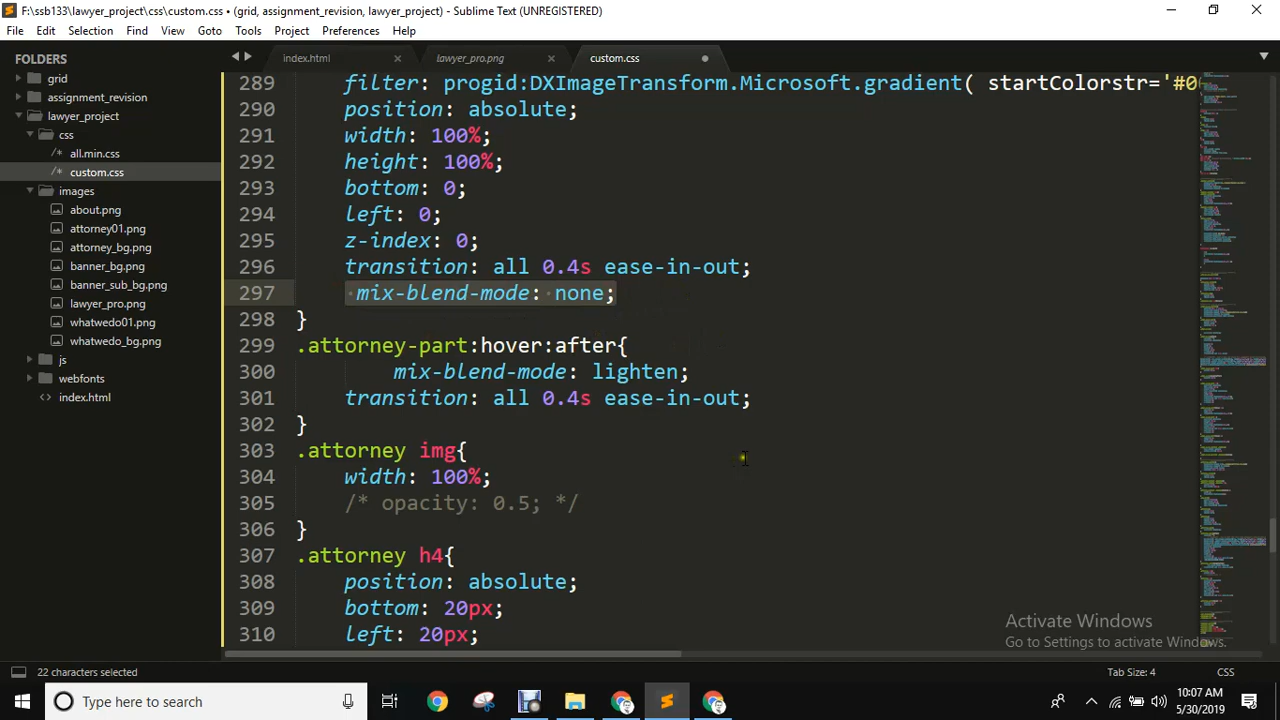 F:\ssb133\lawyer_project\css\custom.css • (grid, assignment_revision, lawyer_project) - Sublime Text (UNREGISTERED)
File Edit Selection Find View Goto Tools Project Preferences Help
FOLDERS
grid
assignment_revision
lawyer_project
css
/* all.min.css
/* custom.css
images
about.png
attorney01.png
attorney_bg.png
banner_bg.png
banner_sub_bg.png
lawyer_pro.png
whatwedo01.png
whatwedo_bg.png
js
webfonts
<> index.html
index.html lawyer_pro.png custom.css
289 filter: progid:DXImageTransform.Microsoft.gradient( startColorstr='#0
290 position: absolute;
291 width: 100%;
292 height: 100%;
293 bottom: 0;
294 left: 0;
295 z-index: 0;
296 transition: all 0.4s ease-in-out;
297 mix-blend-mode: none;
298 }
299 .attorney-part:hover:after{
300 mix-blend-mode: lighten;
301 transition: all 0.4s ease-in-out;
302 }
303 .attorney img{
304 width: 100%;
305 /* opacity: 0.5; */
306 }
307 .attorney h4{
308 position: absolute;
309 bottom: 20px;
310 left: 20px;
Activate Windows
Go to Settings to activate Windows.
22 characters selected Tab Size: 4 CSS
Type here to search
10:07 AM
5/30/2019